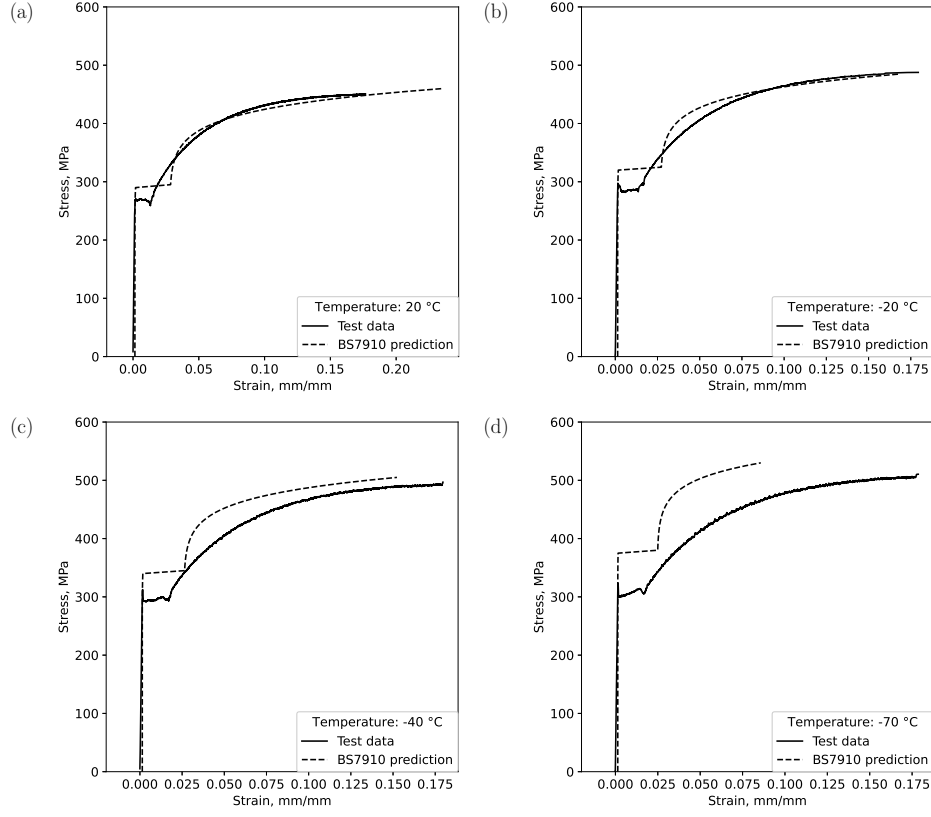 (a)
600
500
400
300
200
100
0
Stress, MPa
0.00 0.05 0.10 0.15 0.20
Strain, mm/mm
Temperature: 20 °C
Test data
BS7910 prediction
(b)
600
500
400
300
200
100
0
Stress, MPa
0.000 0.025 0.050 0.075 0.100 0.125 0.150 0.175
Strain, mm/mm
Temperature: -20 °C
Test data
BS7910 prediction
(c)
600
500
400
300
200
100
0
Stress, MPa
0.000 0.025 0.050 0.075 0.100 0.125 0.150 0.175
Strain, mm/mm
Temperature: -40 °C
Test data
BS7910 prediction
(d)
600
500
400
300
200
100
0
Stress, MPa
0.000 0.025 0.050 0.075 0.100 0.125 0.150 0.175
Strain, mm/mm
Temperature: -70 °C
Test data
BS7910 prediction